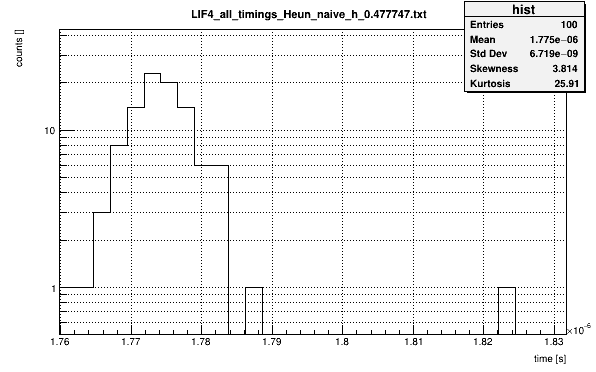 LIF4_all_timings_Heun_naive_h_0.477747.txt
hist
Entries 100
Mean 1.775e−06
Std Dev 6.719e−09
Skewness 3.814
Kurtosis 25.91
counts []
10
1
1.76 1.77 1.78 1.79 1.8 1.81 1.82 1.83
×10⁻⁶
time [s]